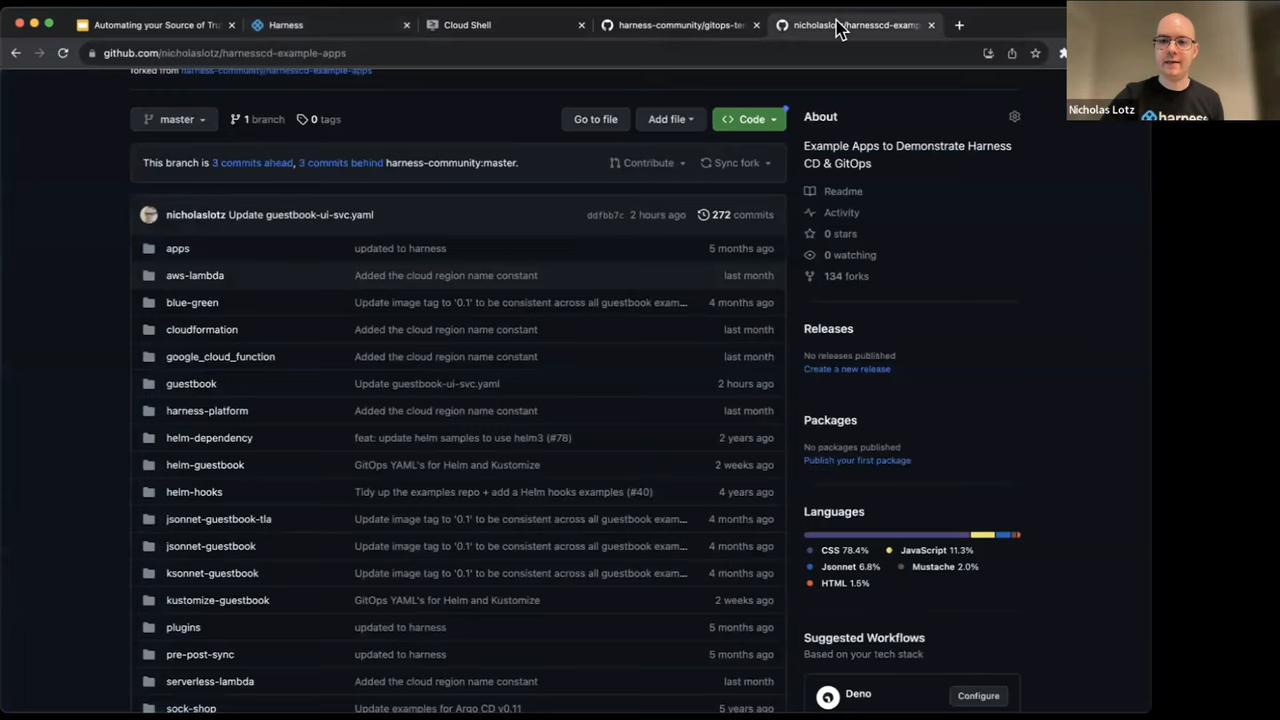 Automating your Source of Tru
Harness
Cloud Shell
harness-community/gitops-te
nicholaslotz/harnesscd-examp
github.com/nicholaslotz/harnesscd-example-apps
forked from harness-community/harnesscd-example-apps
master
1 branch
0 tags
Go to file
Add file
Code
This branch is 3 commits ahead, 3 commits behind harness-community:master.
Contribute
Sync fork
nicholaslotz Update guestbook-ui-svc.yaml
ddfbb7c 2 hours ago
272 commits
apps updated to harness 5 months ago
aws-lambda Added the cloud region name constant last month
blue-green Update image tag to '0.1' to be consistent across all guestbook exam... 4 months ago
cloudformation Added the cloud region name constant last month
google_cloud_function Added the cloud region name constant last month
guestbook Update guestbook-ui-svc.yaml 2 hours ago
harness-platform Added the cloud region name constant last month
helm-dependency feat: update helm samples to use helm3 (#78) 2 years ago
helm-guestbook GitOps YAML's for Helm and Kustomize 2 weeks ago
helm-hooks Tidy up the examples repo + add a Helm hooks examples (#40) 4 years ago
jsonnet-guestbook-tla Update image tag to '0.1' to be consistent across all guestbook exam... 4 months ago
jsonnet-guestbook Update image tag to '0.1' to be consistent across all guestbook exam... 4 months ago
ksonnet-guestbook Update image tag to '0.1' to be consistent across all guestbook exam... 4 months ago
kustomize-guestbook GitOps YAML's for Helm and Kustomize 2 weeks ago
plugins updated to harness 5 months ago
pre-post-sync updated to harness 5 months ago
serverless-lambda Added the cloud region name constant last month
sock-shop Update examples for Argo CD v0.11 5 years ago
About
Example Apps to Demonstrate Harness
CD & GitOps
Readme
Activity
0 stars
0 watching
134 forks
Releases
No releases published
Create a new release
Packages
No packages published
Publish your first package
Languages
CSS 78.4% JavaScript 11.3%
Jsonnet 6.8% Mustache 2.0%
HTML 1.5%
Suggested Workflows
Based on your tech stack
Deno
Configure
Nicholas Lotz
harness